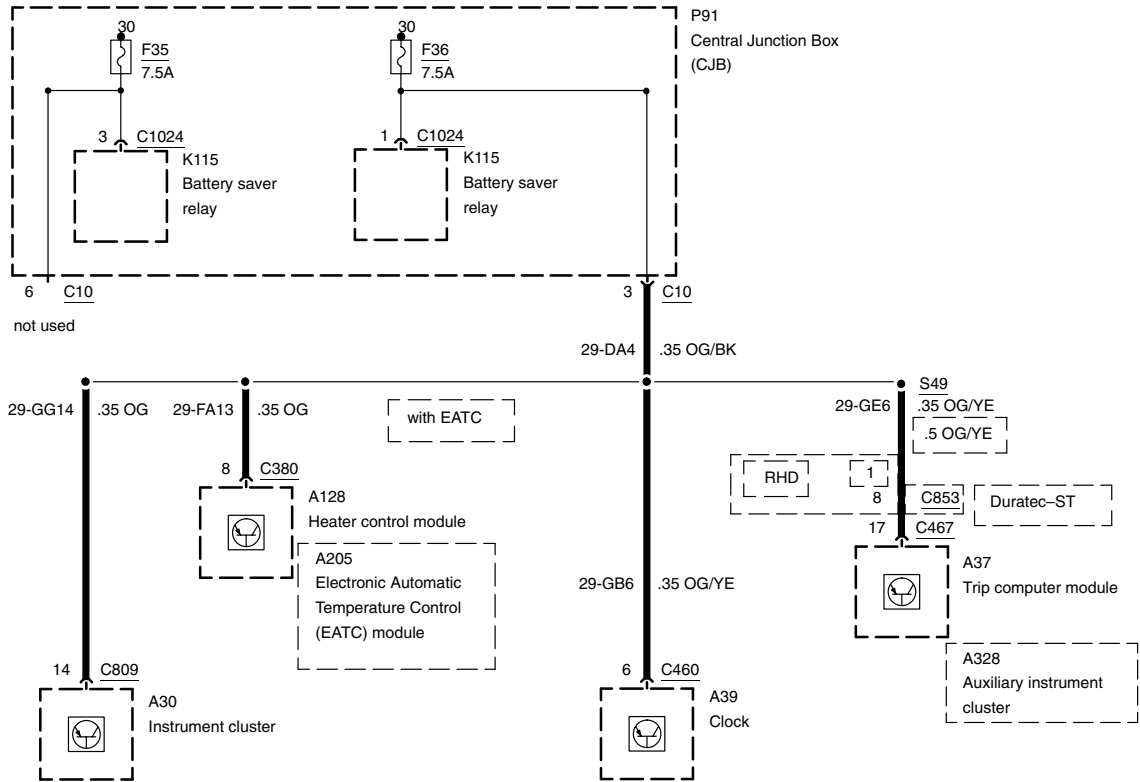 P91
Central Junction Box
(CJB)
30
F35
7.5A
30
F36
7.5A
3 C1024
K115
Battery saver
relay
1 C1024
K115
Battery saver
relay
6 C10
not used
3 C10
29-DA4 .35 OG/BK
S49
29-GG14 .35 OG
29-FA13 .35 OG
with EATC
29-GE6 .35 OG/YE
.5 OG/YE
RHD
1
8 C853
Duratec–ST
17 C467
8 C380
A128
Heater control module
A205
Electronic Automatic
Temperature Control
(EATC) module
29-GB6 .35 OG/YE
A37
Trip computer module
A328
Auxiliary instrument
cluster
14 C809
A30
Instrument cluster
6 C460
A39
Clock